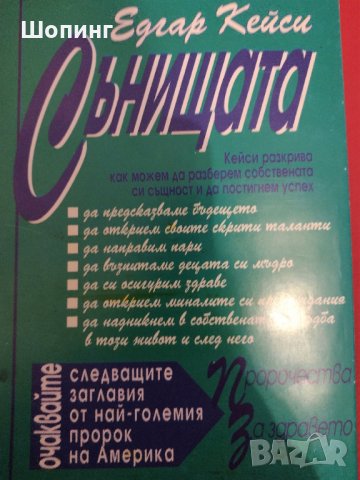 Шопинг
Едгар Кейси
Сънищата
Кейси разкрива
как можем да разберем собствената
си същност и да постигнем успех
да предсказваме бъдещето
да открием своите скрити таланти
да направим пари
да възпитаме децата си мъдро
да си осигурим здраве
да открием миналите си
да надникнем в собствената
в този живот и след него
очаквайте
следващите
заглавия
от най-големия
пророк
на Америка
Пророчества
За здравето
BAZAR